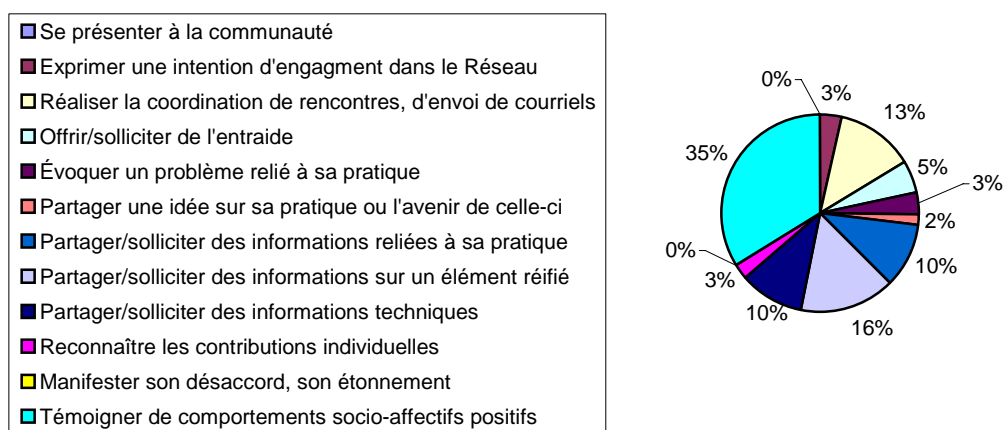 Se présenter à la communauté
Exprimer une intention d'engagment dans le Réseau
Réaliser la coordination de rencontres, d'envoi de courriels
Offrir/solliciter de l'entraide
Évoquer un problème relié à sa pratique
Partager une idée sur sa pratique ou l'avenir de celle-ci
Partager/solliciter des informations reliées à sa pratique
Partager/solliciter des informations sur un élément réifié
Partager/solliciter des informations techniques
Reconnaître les contributions individuelles
Manifester son désaccord, son étonnement
Témoigner de comportements socio-affectifs positifs
0%
3%
13%
5%
3%
2%
10%
16%
10%
3%
0%
35%